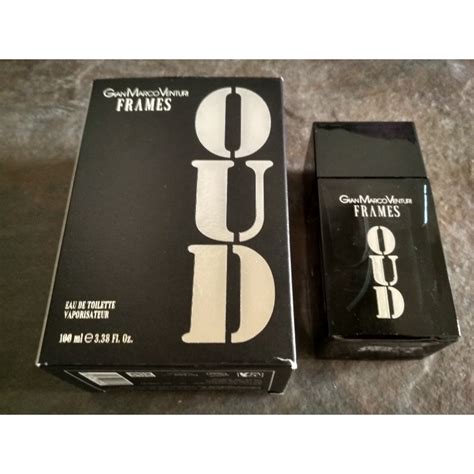 GIANMARCOVENTURI
FRAMES
OUD
EAU DE TOILETTE
VAPORISATEUR
100 ml ℮ 3.38 Fl. Oz.
GIANMARCOVENTURI
FRAMES
OUD